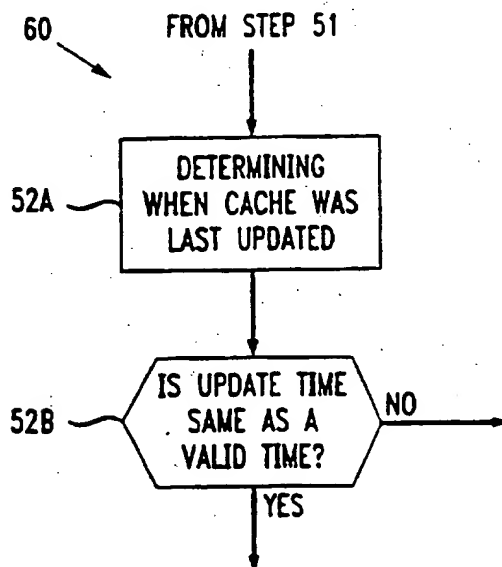 60
FROM STEP 51
52A
DETERMINING
WHEN CACHE WAS
LAST UPDATED
52B
IS UPDATE TIME
SAME AS A
VALID TIME?
NO
YES